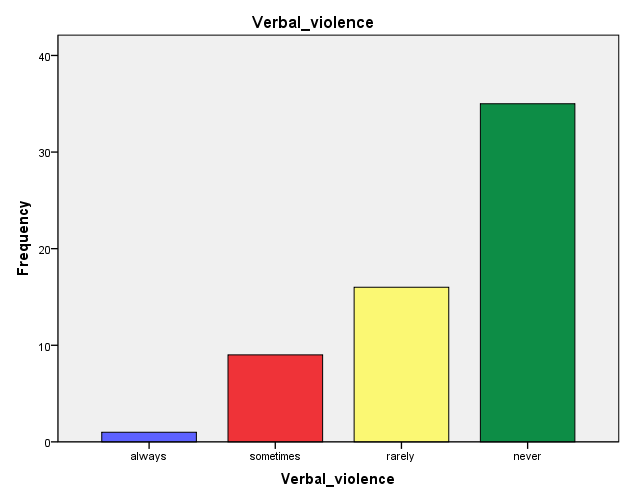 Verbal_violence
40
30
20
10
0
Frequency
always sometimes rarely never
Verbal_violence